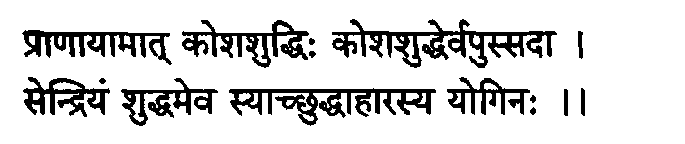 प्राणायामात् कोशशुद्धिः कोशशुद्धेर्वपुस्सदा ।
सेन्द्रियं शुद्धमेव स्याच्छुद्धाहारस्य योगिनः ।।